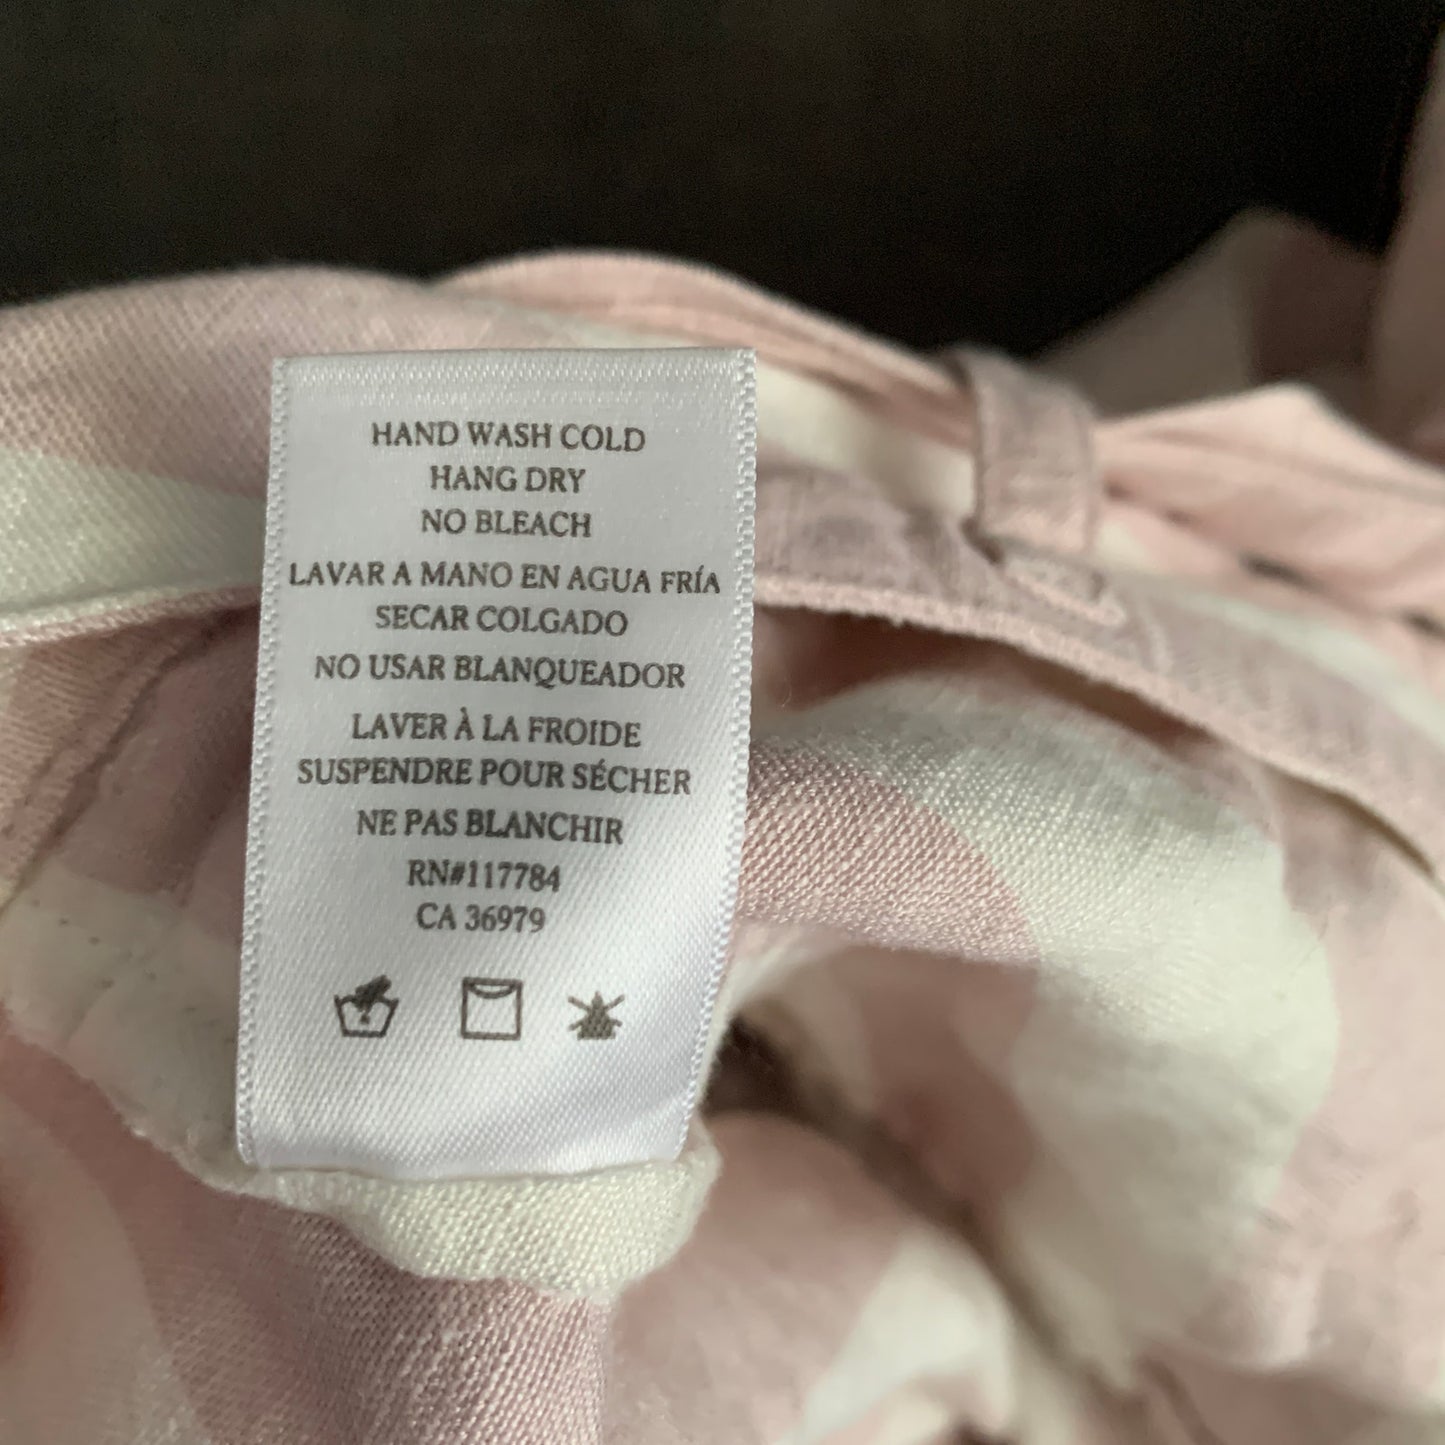 HAND WASH COLD
HANG DRY
NO BLEACH
LAVAR A MANO EN AGUA FRÍA
SECAR COLGADO
NO USAR BLANQUEADOR
LAVER À LA FROIDE
SUSPENDRE POUR SÉCHER
NE PAS BLANCHIR
RN#117784
CA 36979